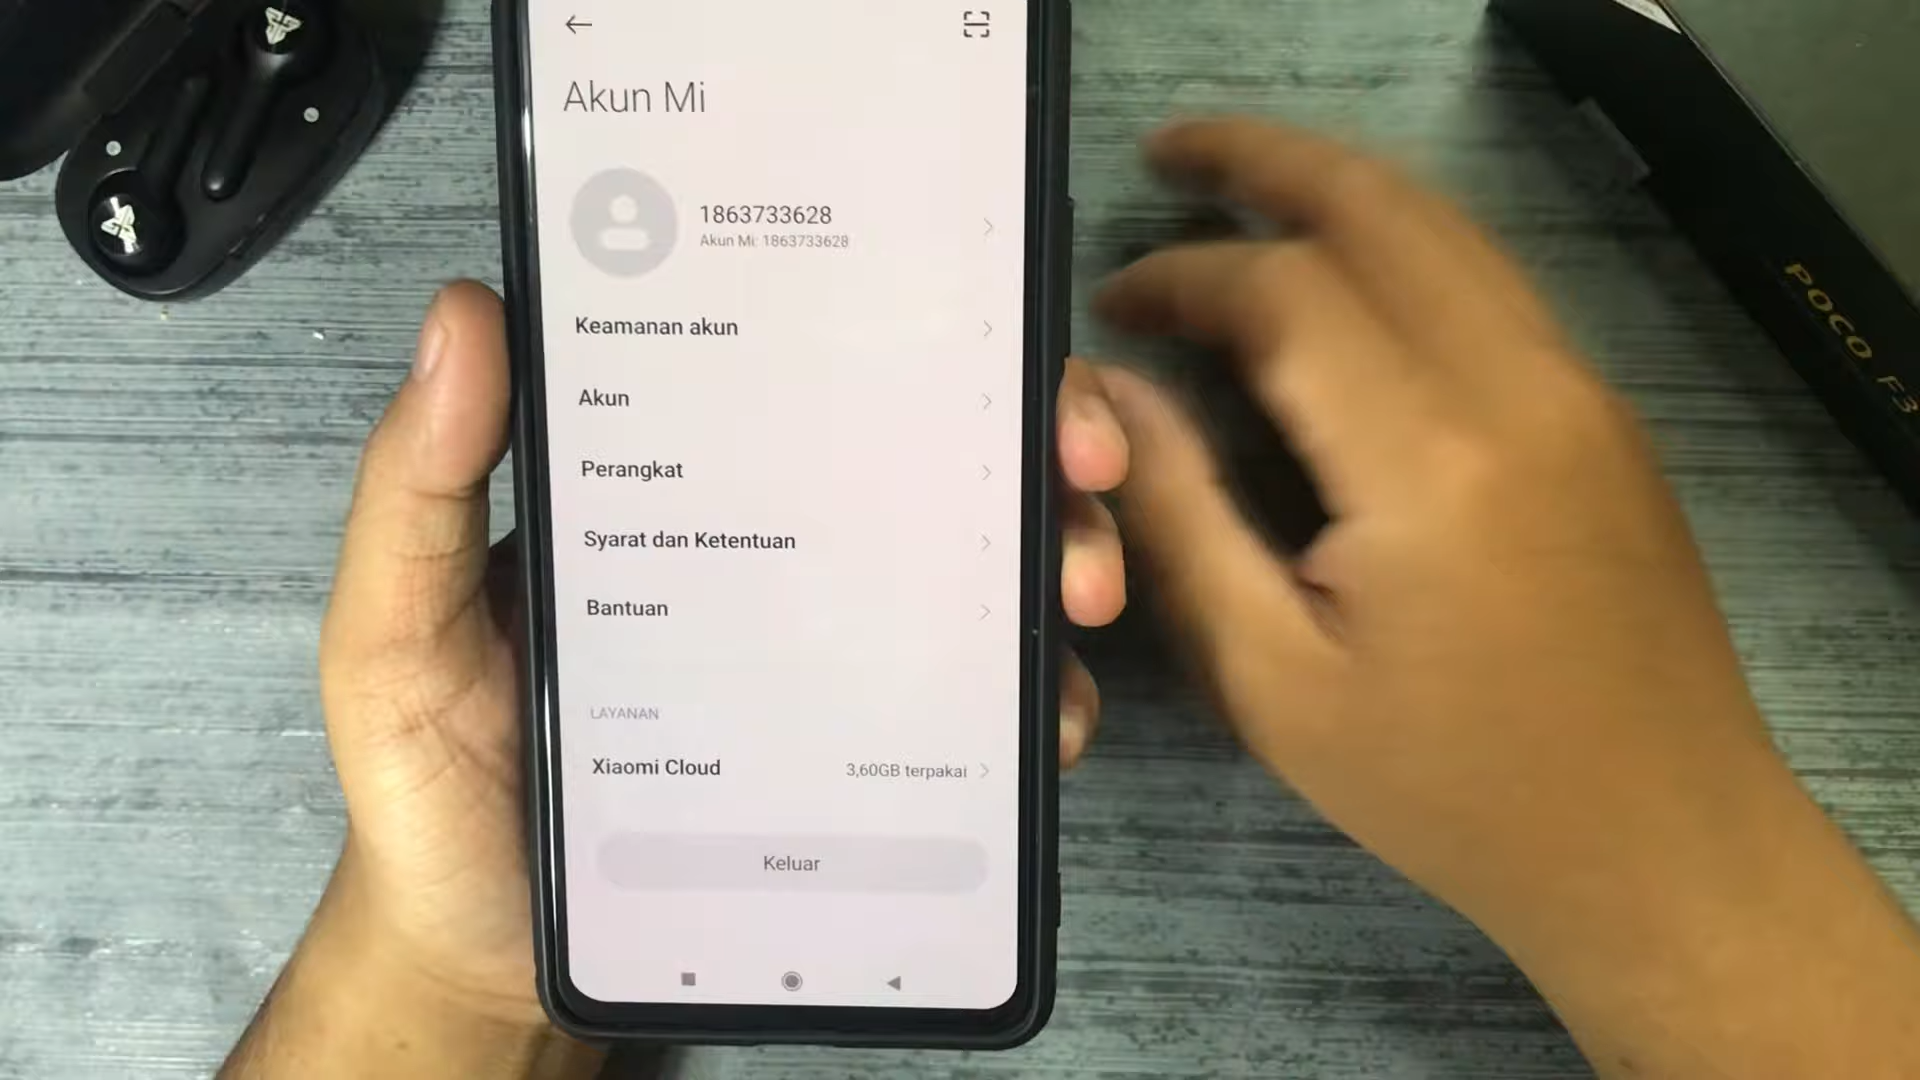 Akun Mi
1863733628
Akun Mi: 1863733628
Keamanan akun
Akun
Perangkat
Syarat dan Ketentuan
Bantuan
LAYANAN
Xiaomi Cloud
3,60GB terpakai
Keluar
POCO F3